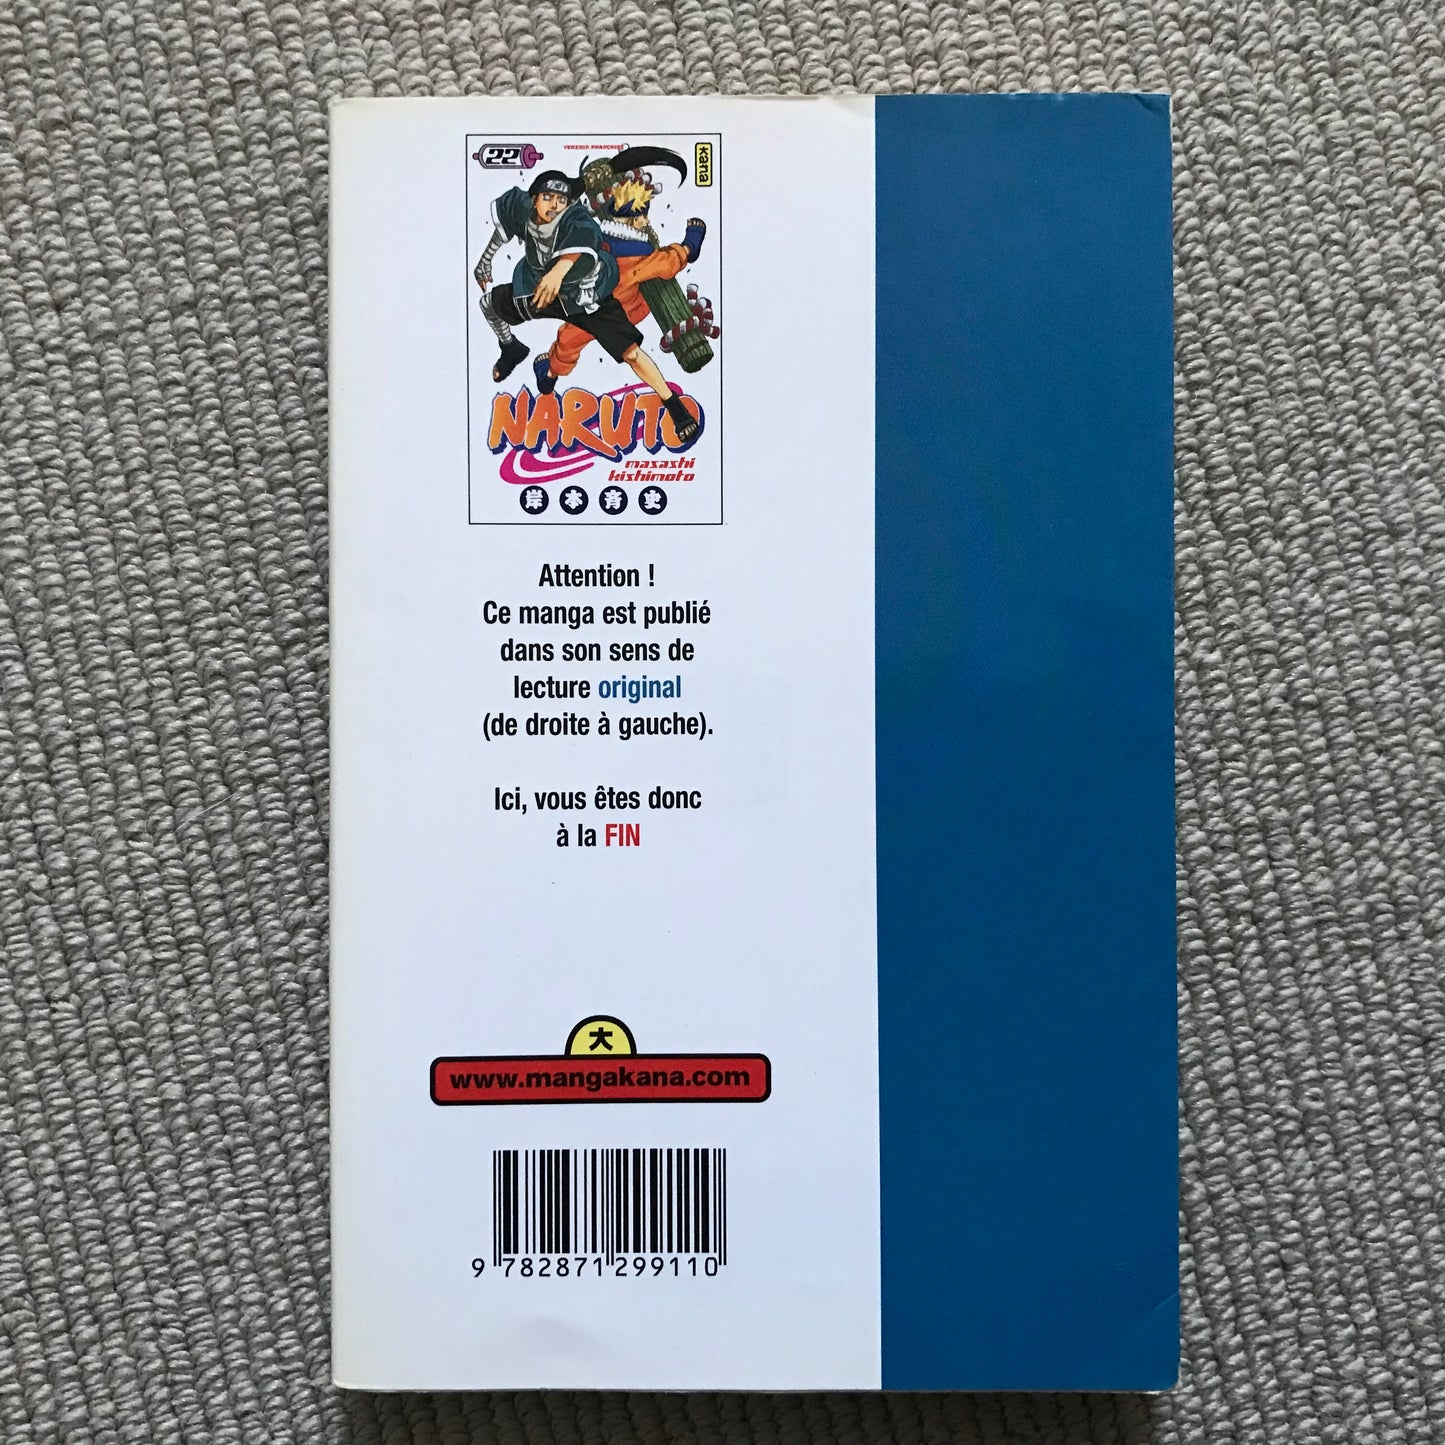 22
VERSION FRANÇAISE
kana
NARUTO
masashi
kishimoto
岸本斉史
Attention !
Ce manga est publié
dans son sens de
lecture original
(de droite à gauche).
Ici, vous êtes donc
à la FIN
大
www.mangakana.com
9 782871 299110